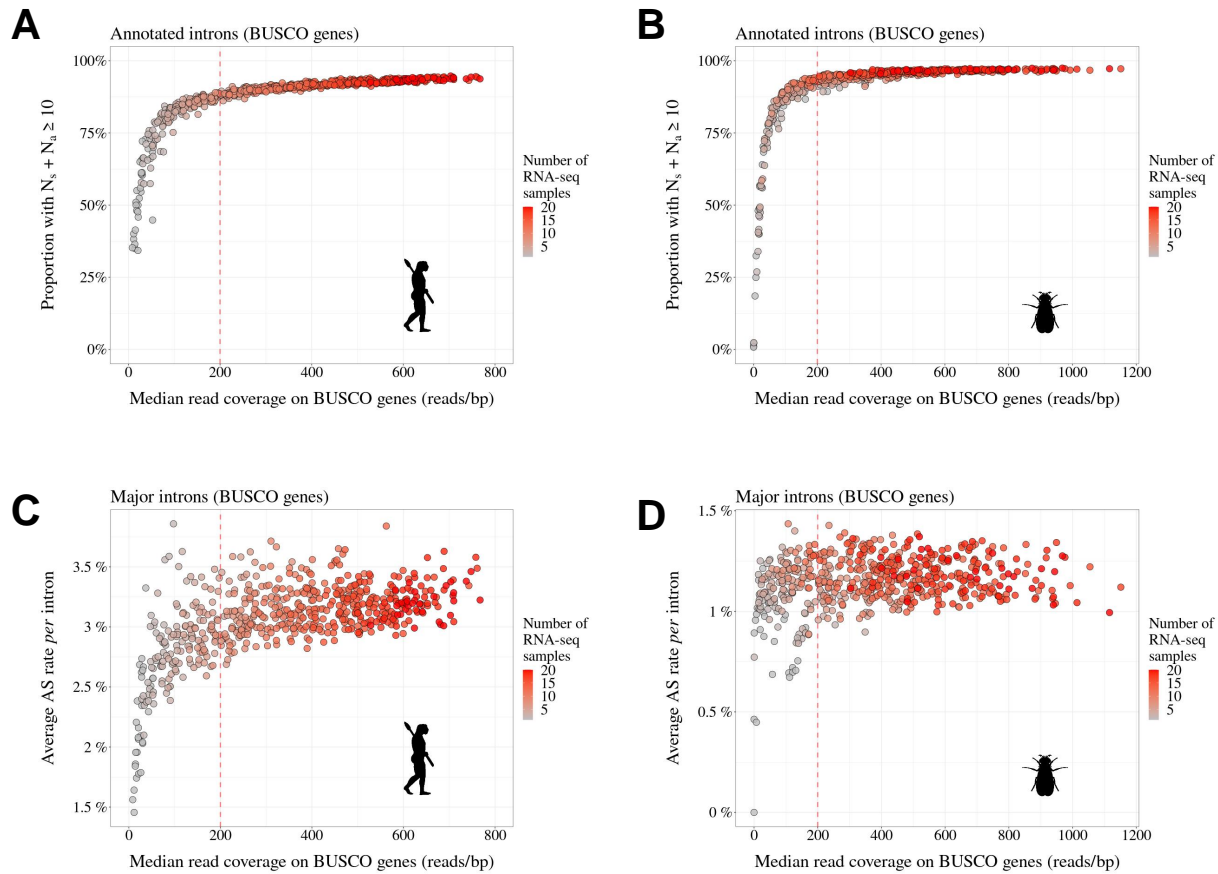 A
Annotated introns (BUSCO genes)
100%
75%
50%
25%
0%
Proportion with Ns + Na ≥ 10
0 200 400 600 800
Median read coverage on BUSCO genes (reads/bp)
Number of
RNA-seq
samples
20
15
10
5
B
Annotated introns (BUSCO genes)
100%
75%
50%
25%
0%
Proportion with Ns + Na ≥ 10
0 200 400 600 800 1000 1200
Median read coverage on BUSCO genes (reads/bp)
Number of
RNA-seq
samples
20
15
10
5
C
Major introns (BUSCO genes)
3.5 %
3 %
2.5 %
2 %
1.5 %
Average AS rate per intron
0 200 400 600 800
Median read coverage on BUSCO genes (reads/bp)
Number of
RNA-seq
samples
20
15
10
5
D
Major introns (BUSCO genes)
1.5 %
1 %
0.5 %
0 %
Average AS rate per intron
0 200 400 600 800 1000 1200
Median read coverage on BUSCO genes (reads/bp)
Number of
RNA-seq
samples
20
15
10
5